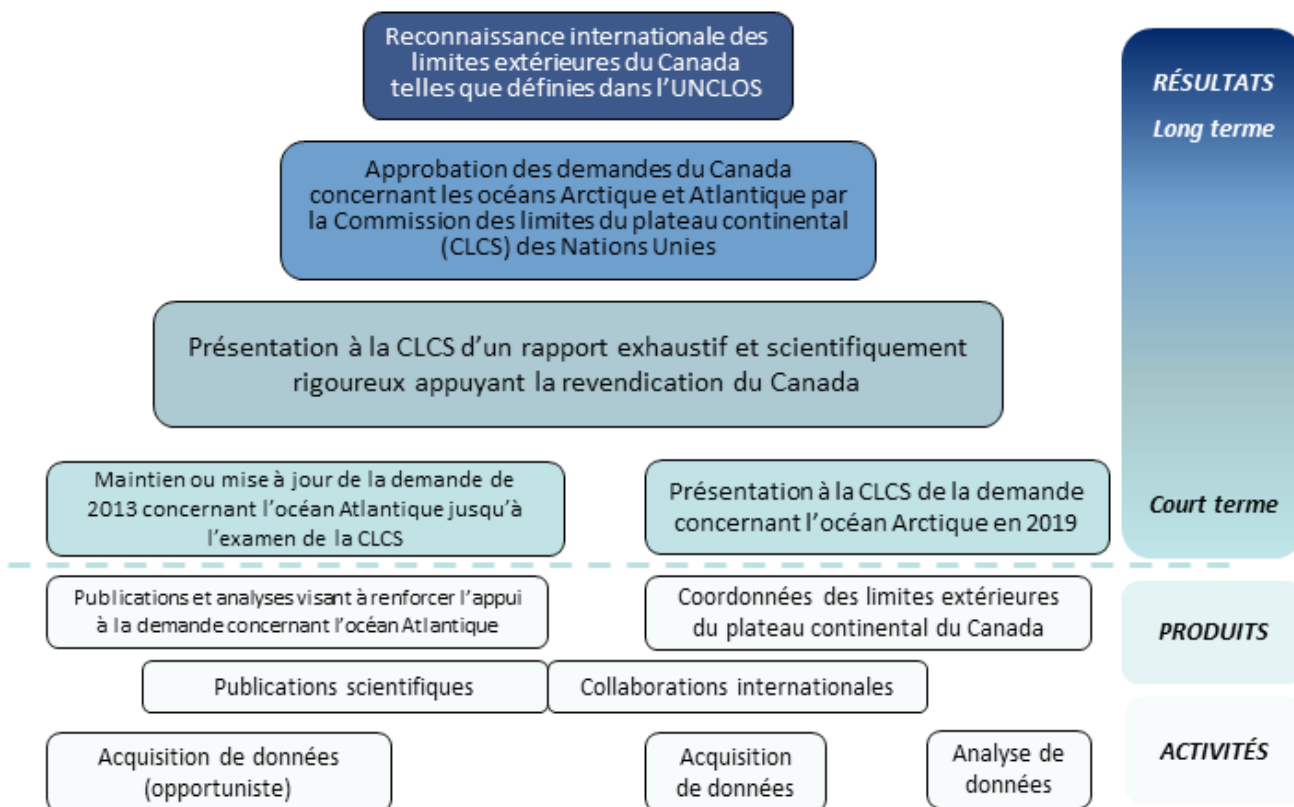 Reconnaissance internationale des
limites extérieures du Canada
telles que définies dans l’UNCLOS
RÉSULTATS
Long terme
Approbation des demandes du Canada
concernant les océans Arctique et Atlantique par
la Commission des limites du plateau continental
(CLCS) des Nations Unies
Présentation à la CLCS d’un rapport exhaustif et scientifiquement
rigoureux appuyant la revendication du Canada
Maintien ou mise à jour de la demande de
2013 concernant l’océan Atlantique jusqu’à
l’examen de la CLCS
Présentation à la CLCS de la demande
concernant l’océan Arctique en 2019
Court terme
Publications et analyses visant à renforcer l’appui
à la demande concernant l’océan Atlantique
Coordonnées des limites extérieures
du plateau continental du Canada
PRODUITS
Publications scientifiques
Collaborations internationales
Acquisition de données
(opportuniste)
Acquisition
de données
Analyse de
données
ACTIVITÉS